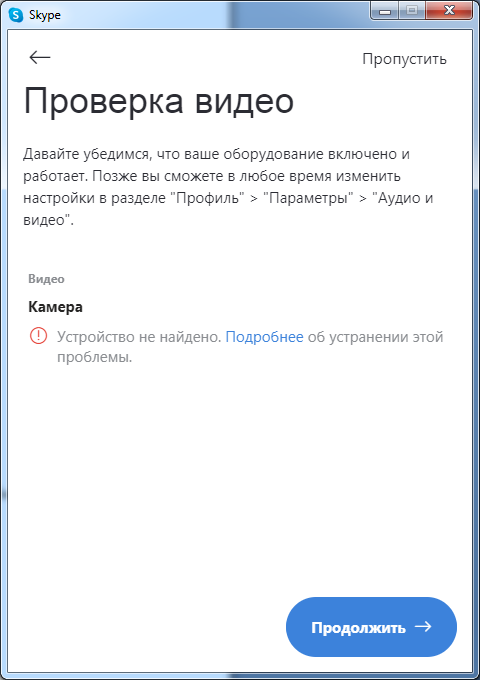 Skype
Пропустить
Проверка видео
Давайте убедимся, что ваше оборудование включено и
работает. Позже вы сможете в любое время изменить
настройки в разделе "Профиль" > "Параметры" > "Аудио и
видео".
Видео
Камера
Устройство не найдено. Подробнее об устранении этой
проблемы.
Продолжить